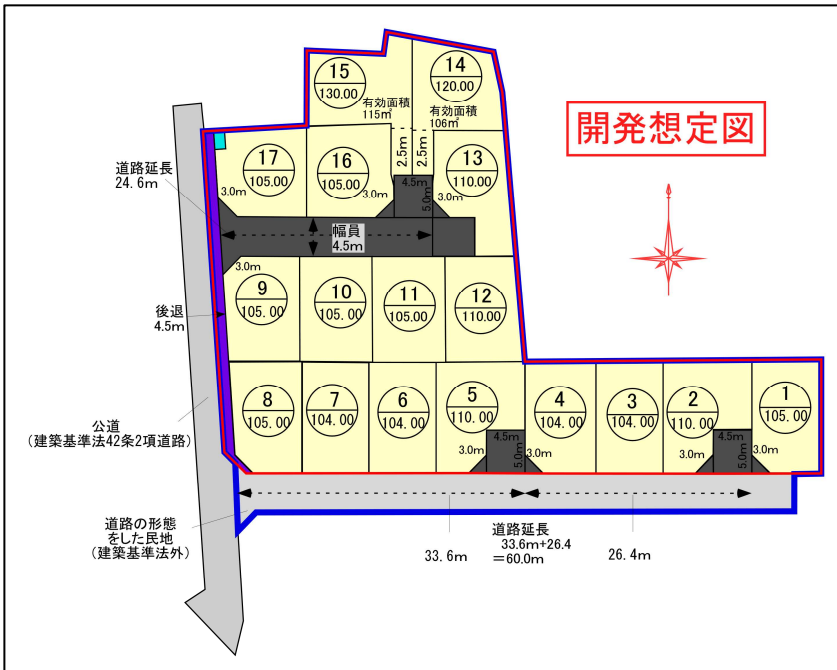 開発想定図
15
130.00
有効面積
115㎡
14
120.00
有効面積
106㎡
2.5m
2.5m
17
105.00
16
105.00
13
110.00
道路延長
24.6m
3.0m
3.0m
4.5m
5.0m
3.0m
幅員
4.5m
3.0m
9
105.00
10
105.00
11
105.00
12
110.00
後退
4.5m
8
105.00
7
104.00
6
104.00
5
110.00
4
104.00
3
104.00
2
110.00
1
105.00
3.0m
4.5m
5.0m
3.0m
3.0m
4.5m
5.0m
3.0m
公道
(建築基準法42条2項道路)
道路の形態
をした民地
(建築基準法外)
33.6m
道路延長
33.6m+26.4
=60.0m
26.4m